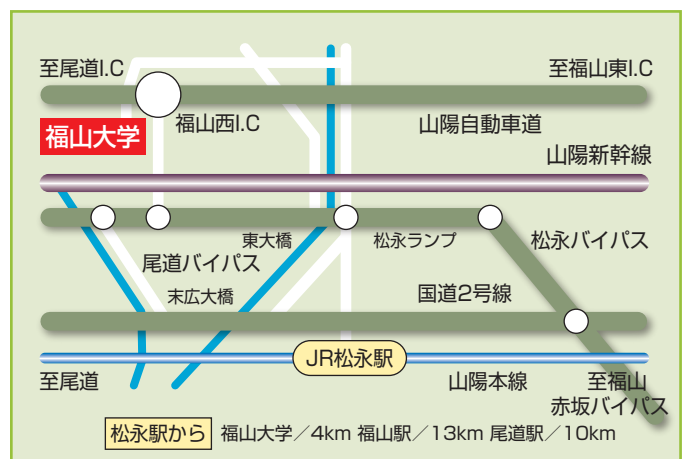 至尾道I.C
至福山東I.C
福山大学
福山西I.C
山陽自動車道
山陽新幹線
東大橋
松永ランプ
松永バイパス
尾道バイパス
末広大橋
国道2号線
JR松永駅
至尾道
山陽本線
至福山
赤坂バイパス
松永駅から 福山大学／4km 福山駅／13km 尾道駅／10km